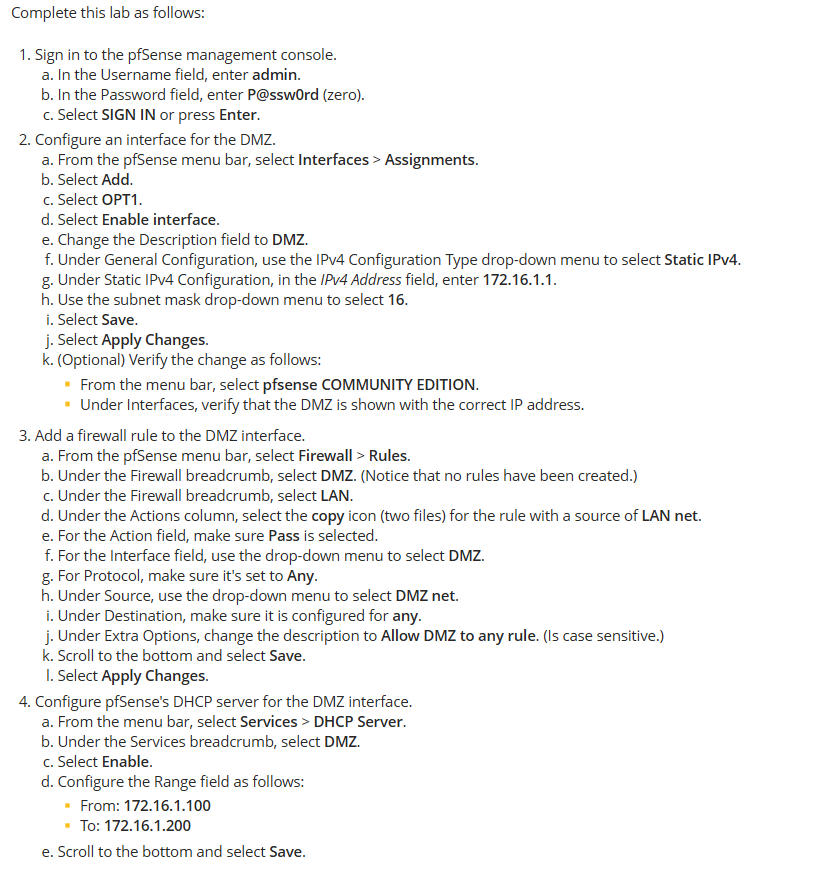 Complete this lab as follows:
1. Sign in to the pfSense management console.
a. In the Username field, enter admin.
b. In the Password field, enter P@ssw0rd (zero).
c. Select SIGN IN or press Enter.
2. Configure an interface for the DMZ.
a. From the pfSense menu bar, select Interfaces > Assignments.
b. Select Add.
c. Select OPT1.
d. Select Enable interface.
e. Change the Description field to DMZ.
f. Under General Configuration, use the IPv4 Configuration Type drop-down menu to select Static IPv4.
g. Under Static IPv4 Configuration, in the IPv4 Address field, enter 172.16.1.1.
h. Use the subnet mask drop-down menu to select 16.
i. Select Save.
j. Select Apply Changes.
k. (Optional) Verify the change as follows:
▪ From the menu bar, select pfsense COMMUNITY EDITION.
▪ Under Interfaces, verify that the DMZ is shown with the correct IP address.
3. Add a firewall rule to the DMZ interface.
a. From the pfSense menu bar, select Firewall > Rules.
b. Under the Firewall breadcrumb, select DMZ. (Notice that no rules have been created.)
c. Under the Firewall breadcrumb, select LAN.
d. Under the Actions column, select the copy icon (two files) for the rule with a source of LAN net.
e. For the Action field, make sure Pass is selected.
f. For the Interface field, use the drop-down menu to select DMZ.
g. For Protocol, make sure it's set to Any.
h. Under Source, use the drop-down menu to select DMZ net.
i. Under Destination, make sure it is configured for any.
j. Under Extra Options, change the description to Allow DMZ to any rule. (Is case sensitive.)
k. Scroll to the bottom and select Save.
l. Select Apply Changes.
4. Configure pfSense's DHCP server for the DMZ interface.
a. From the menu bar, select Services > DHCP Server.
b. Under the Services breadcrumb, select DMZ.
c. Select Enable.
d. Configure the Range field as follows:
▪ From: 172.16.1.100
▪ To: 172.16.1.200
e. Scroll to the bottom and select Save.